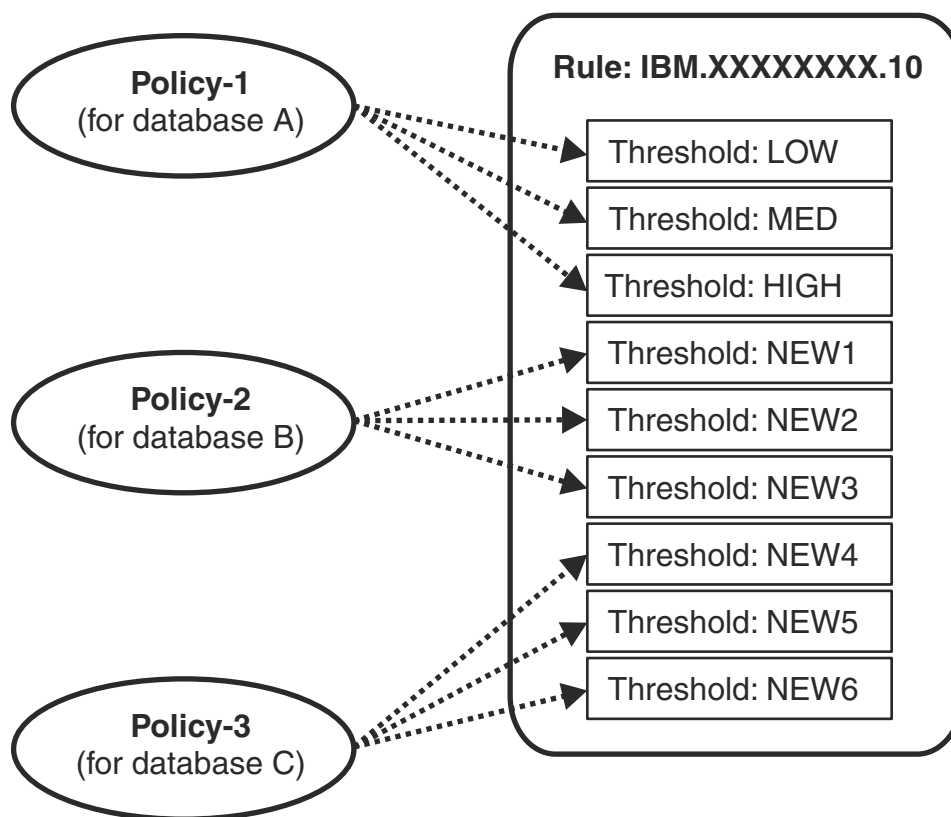 Policy-1
(for database A)
Policy-2
(for database B)
Policy-3
(for database C)
Rule: IBM.XXXXXXXX.10
Threshold: LOW
Threshold: MED
Threshold: HIGH
Threshold: NEW1
Threshold: NEW2
Threshold: NEW3
Threshold: NEW4
Threshold: NEW5
Threshold: NEW6